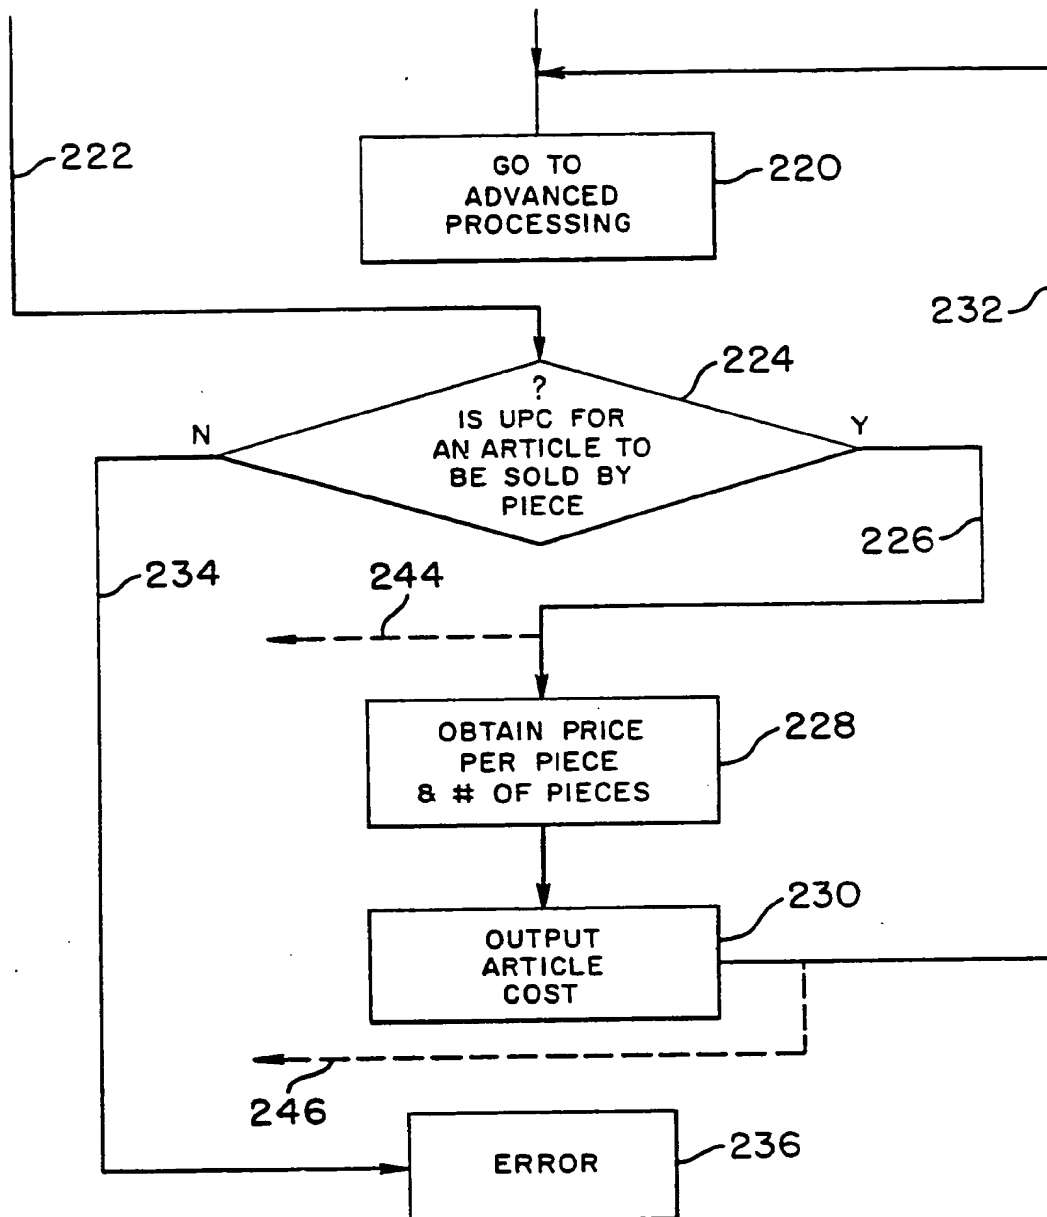 222
GO TO
ADVANCED
PROCESSING
220
232
224
?
IS UPC FOR
AN ARTICLE TO
BE SOLD BY
PIECE
N
Y
226
234
244
OBTAIN PRICE
PER PIECE
& # OF PIECES
228
230
OUTPUT
ARTICLE
COST
246
ERROR
236